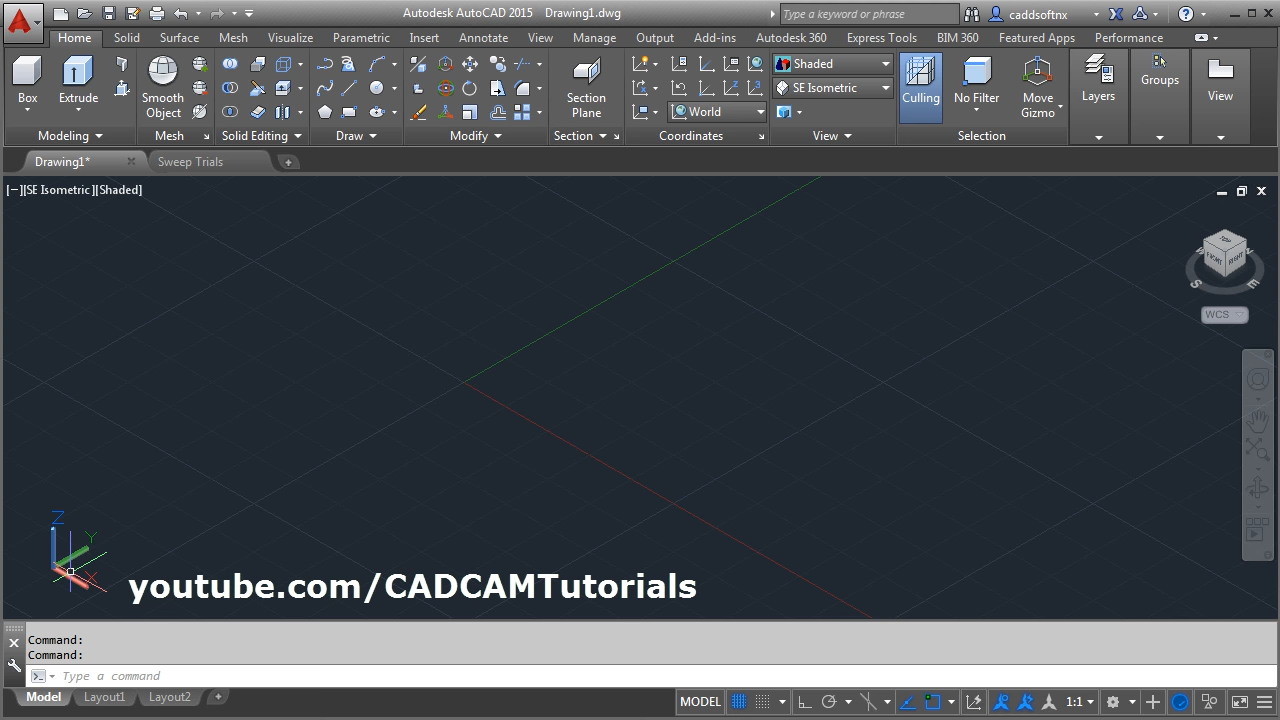 Autodesk AutoCAD 2015 Drawing1.dwg
Type a keyword or phrase
caddsoftnx
Home Solid Surface Mesh Visualize Parametric Insert Annotate View Manage Output Add-ins Autodesk 360 Express Tools BIM 360 Featured Apps Performance
Box
Extrude
Smooth
Object
Section
Plane
World
Shaded
SE Isometric
Culling
No Filter
Move
Gizmo
Layers
Groups
View
Modeling Mesh Solid Editing Draw Modify Section Coordinates View Selection
Drawing1* Sweep Trials
[−][SE Isometric][Shaded]
TOP
FRONT RIGHT
S E
WCS
Z
Y
X
youtube.com/CADCAMTutorials
Command:
Command:
Type a command
Model Layout1 Layout2
MODEL 1:1